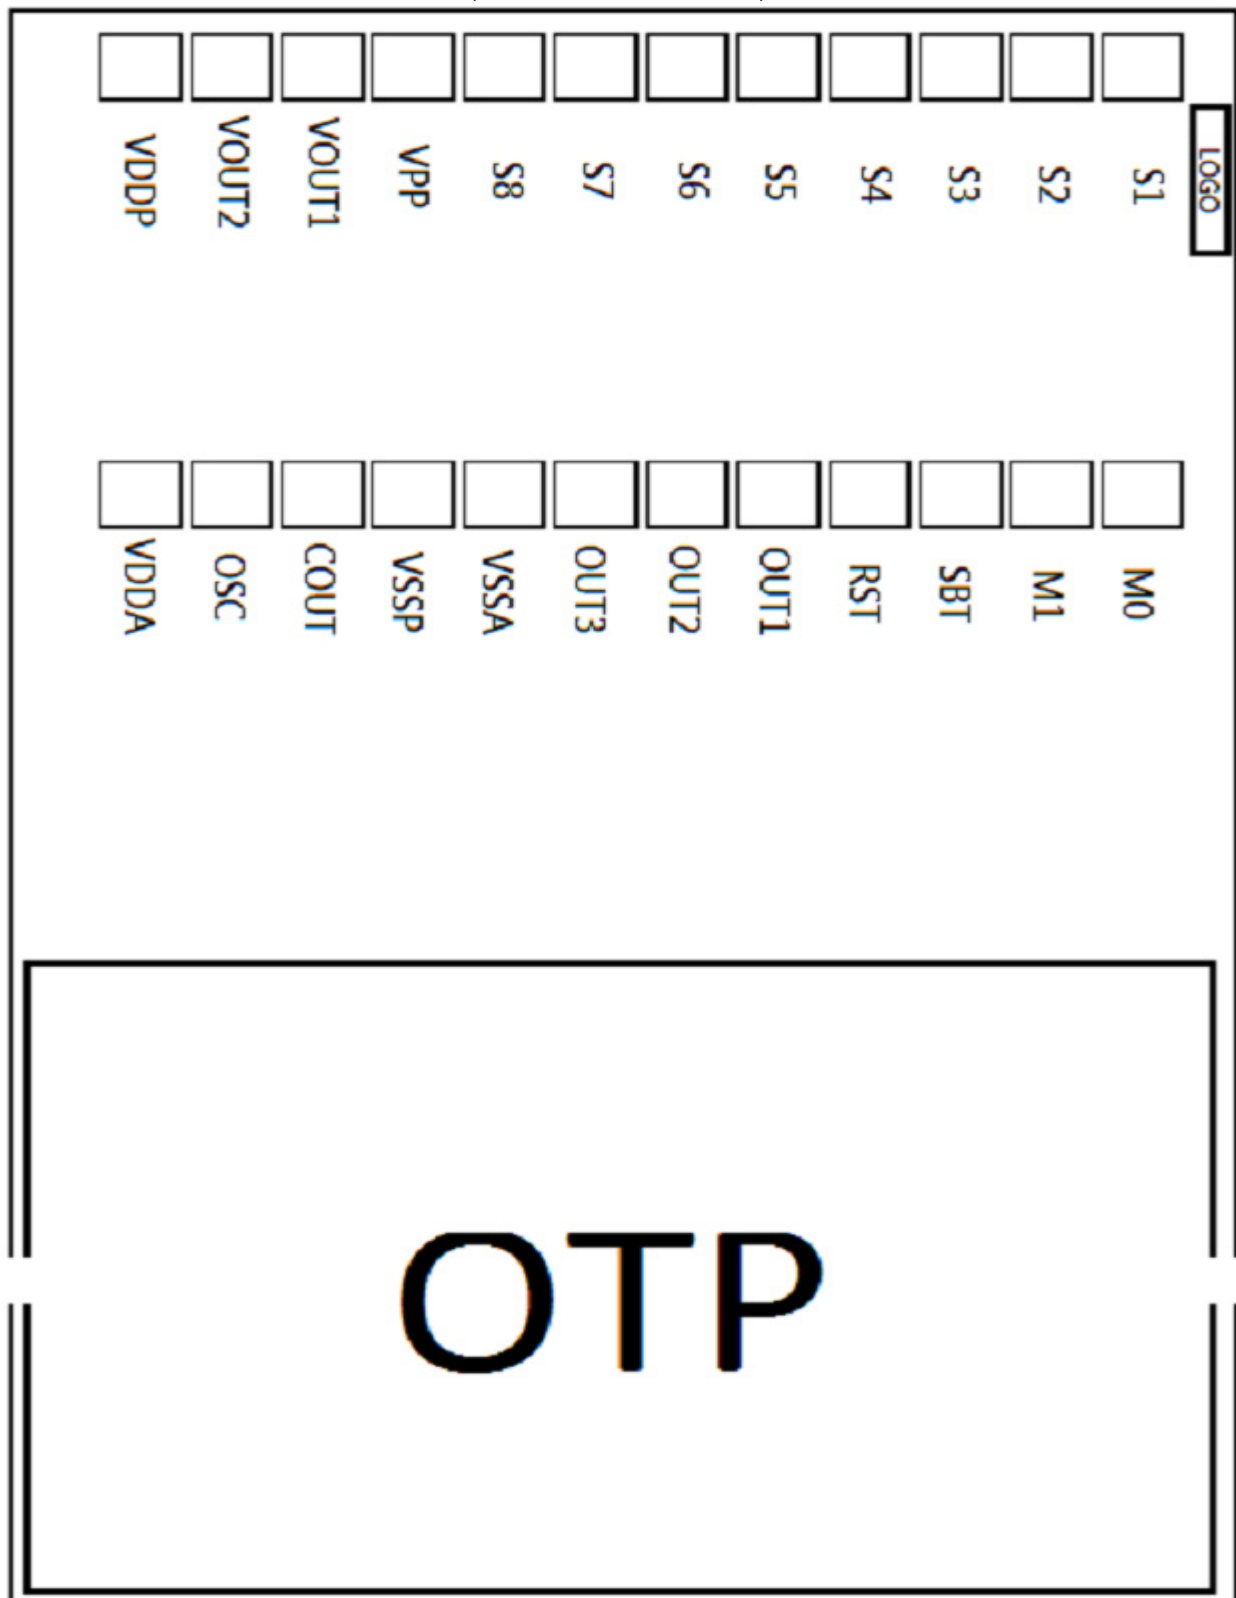 VDDP VOUT2 VOUT1 VPP S8 S7 S6 S5 S4 S3 S2 S1 LOGO
VDDA OSC COUT VSSP VSSA OUT3 OUT2 OUT1 RST SBT M1 M0
OTP